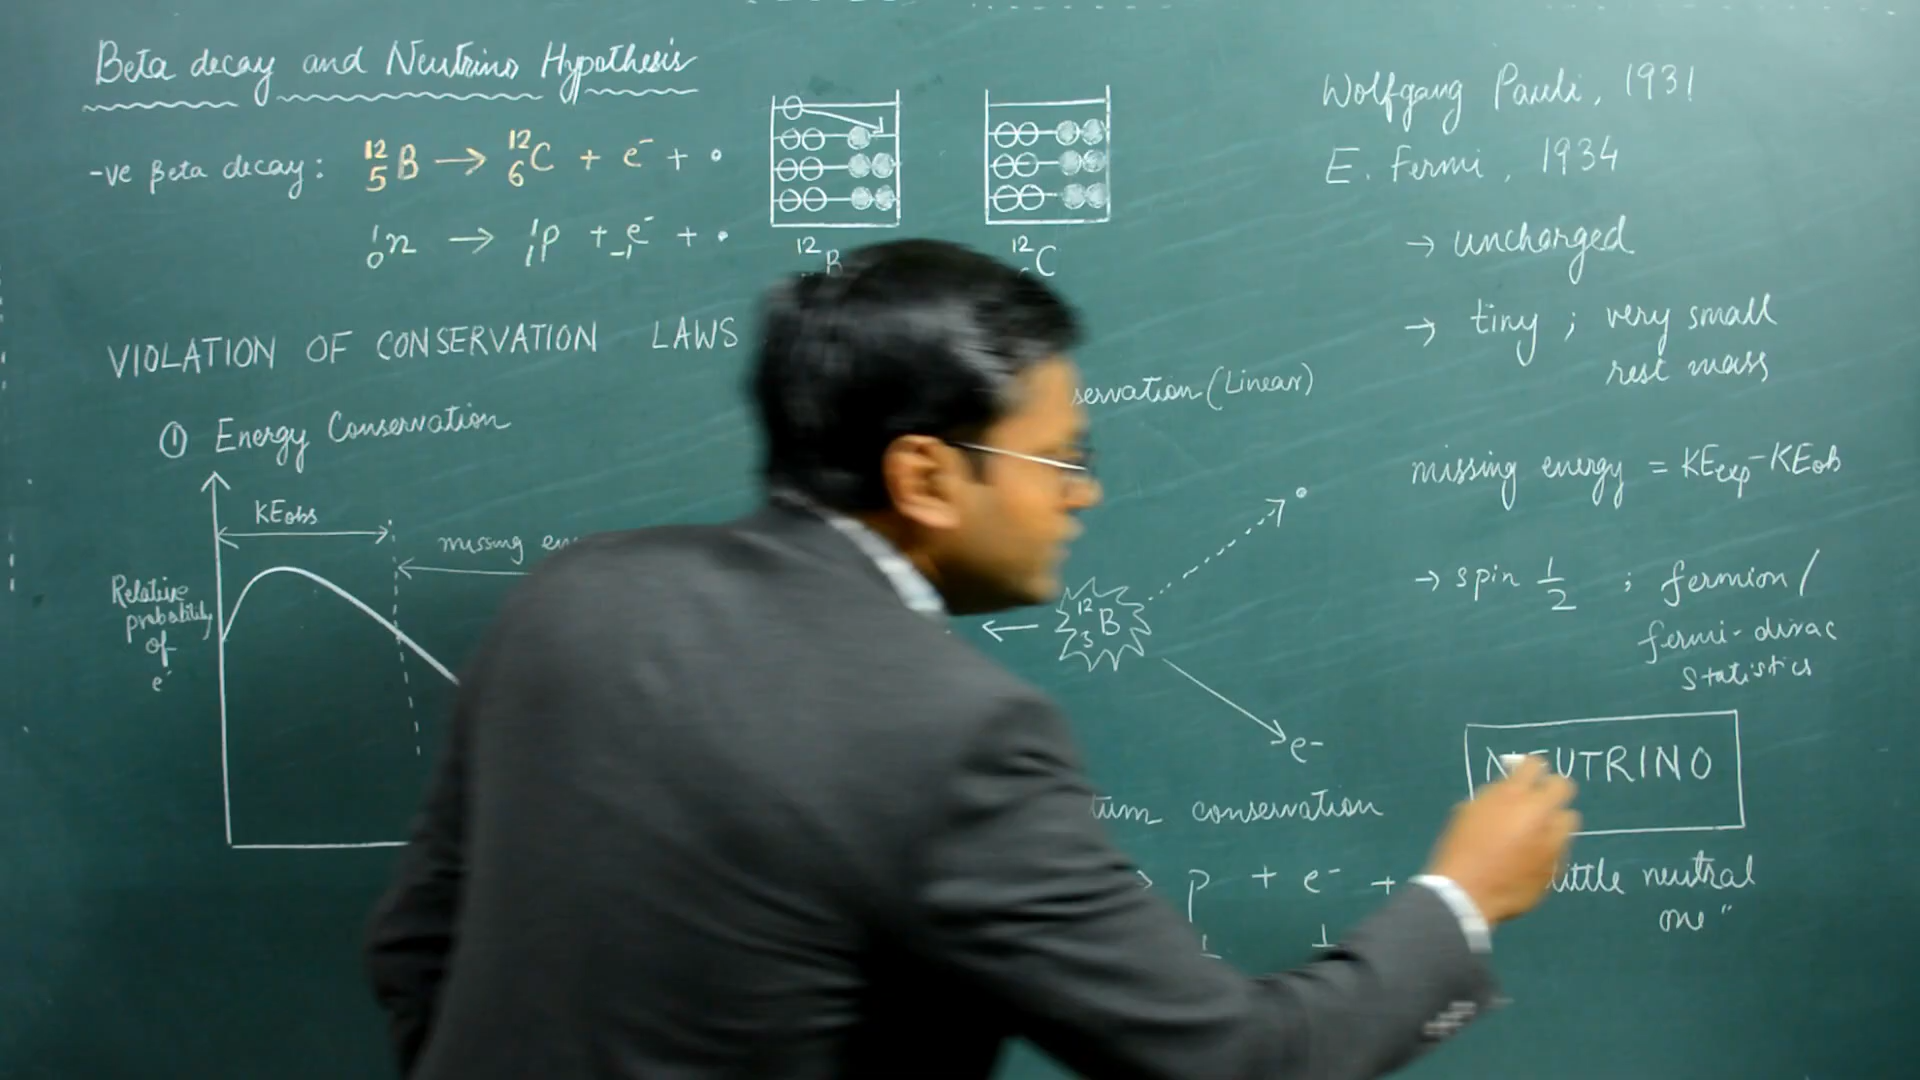 Beta decay and Neutrino Hypothesis
-ve Beta decay: ¹²₅B → ¹²₆C + e⁻ + •
¹₀n → ¹₁p + ₋₁e⁻ + •
¹²B
¹²C
VIOLATION OF CONSERVATION LAWS
① Energy Conservation
KEobs
missing en
Relative
probability
of
e⁻
servation (Linear)
¹²₅B
e⁻
tum conservation
p + e⁻ +
Wolfgang Pauli, 1931
E. Fermi, 1934
→ uncharged
→ tiny ; very small
rest mass
missing energy = KEexp - KEob
→ spin 1/2 ; fermion /
fermi-dirac
statistics
NEUTRINO
little neutral
one"